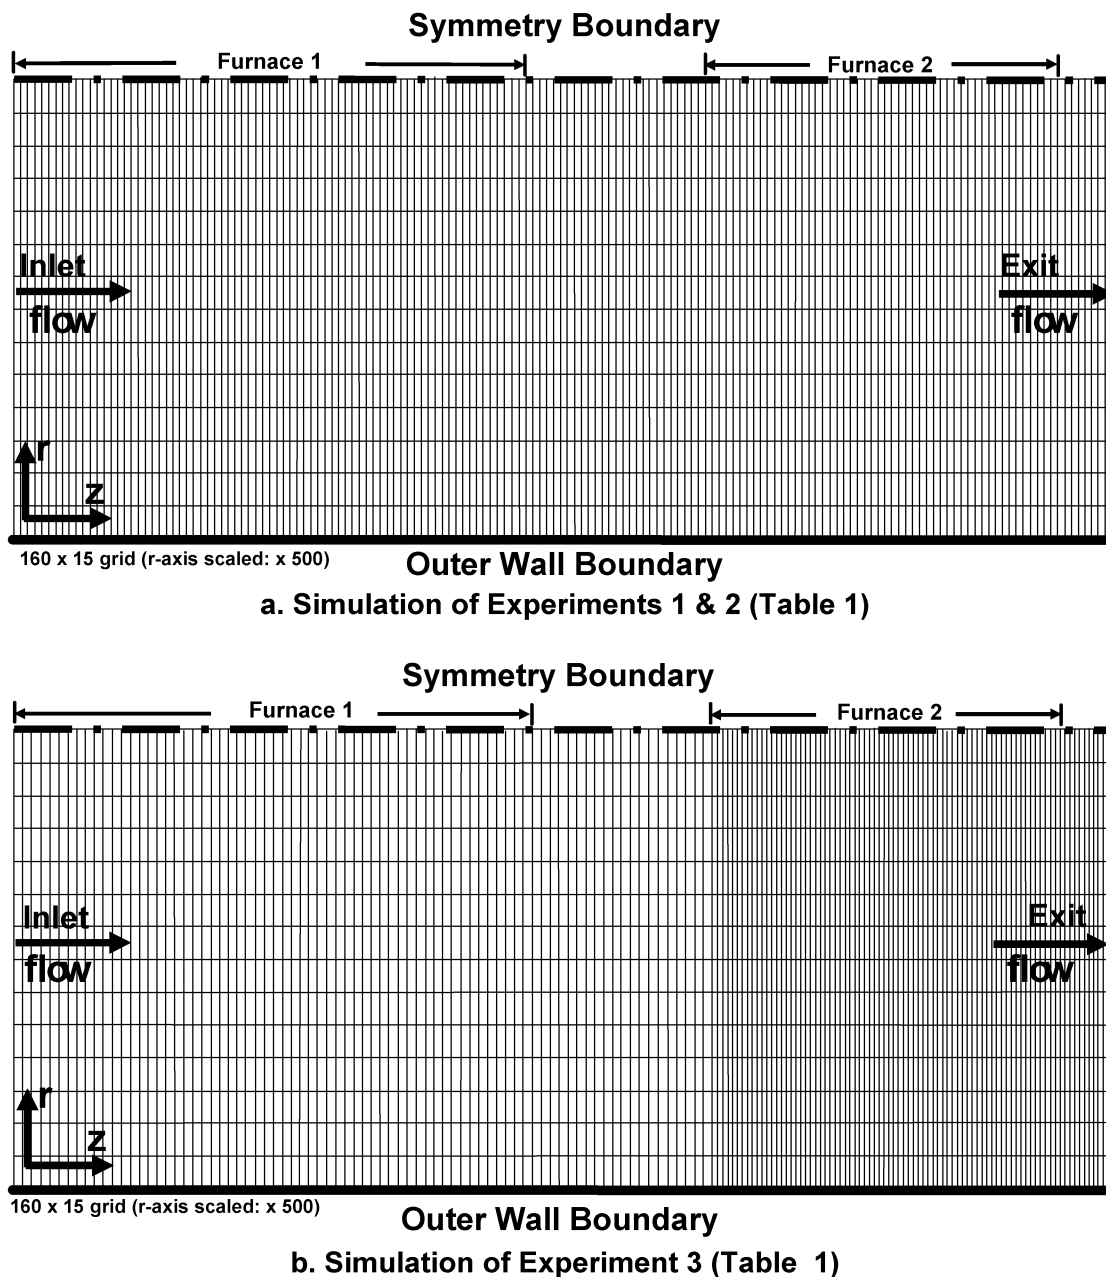 Symmetry Boundary
Furnace 1
Furnace 2
Inlet
flow
Exit
flow
r
z
160 x 15 grid (r-axis scaled: x 500)
Outer Wall Boundary
a. Simulation of Experiments 1 & 2 (Table 1)
Symmetry Boundary
Furnace 1
Furnace 2
Inlet
flow
Exit
flow
r
z
160 x 15 grid (r-axis scaled: x 500)
Outer Wall Boundary
b. Simulation of Experiment 3 (Table 1)